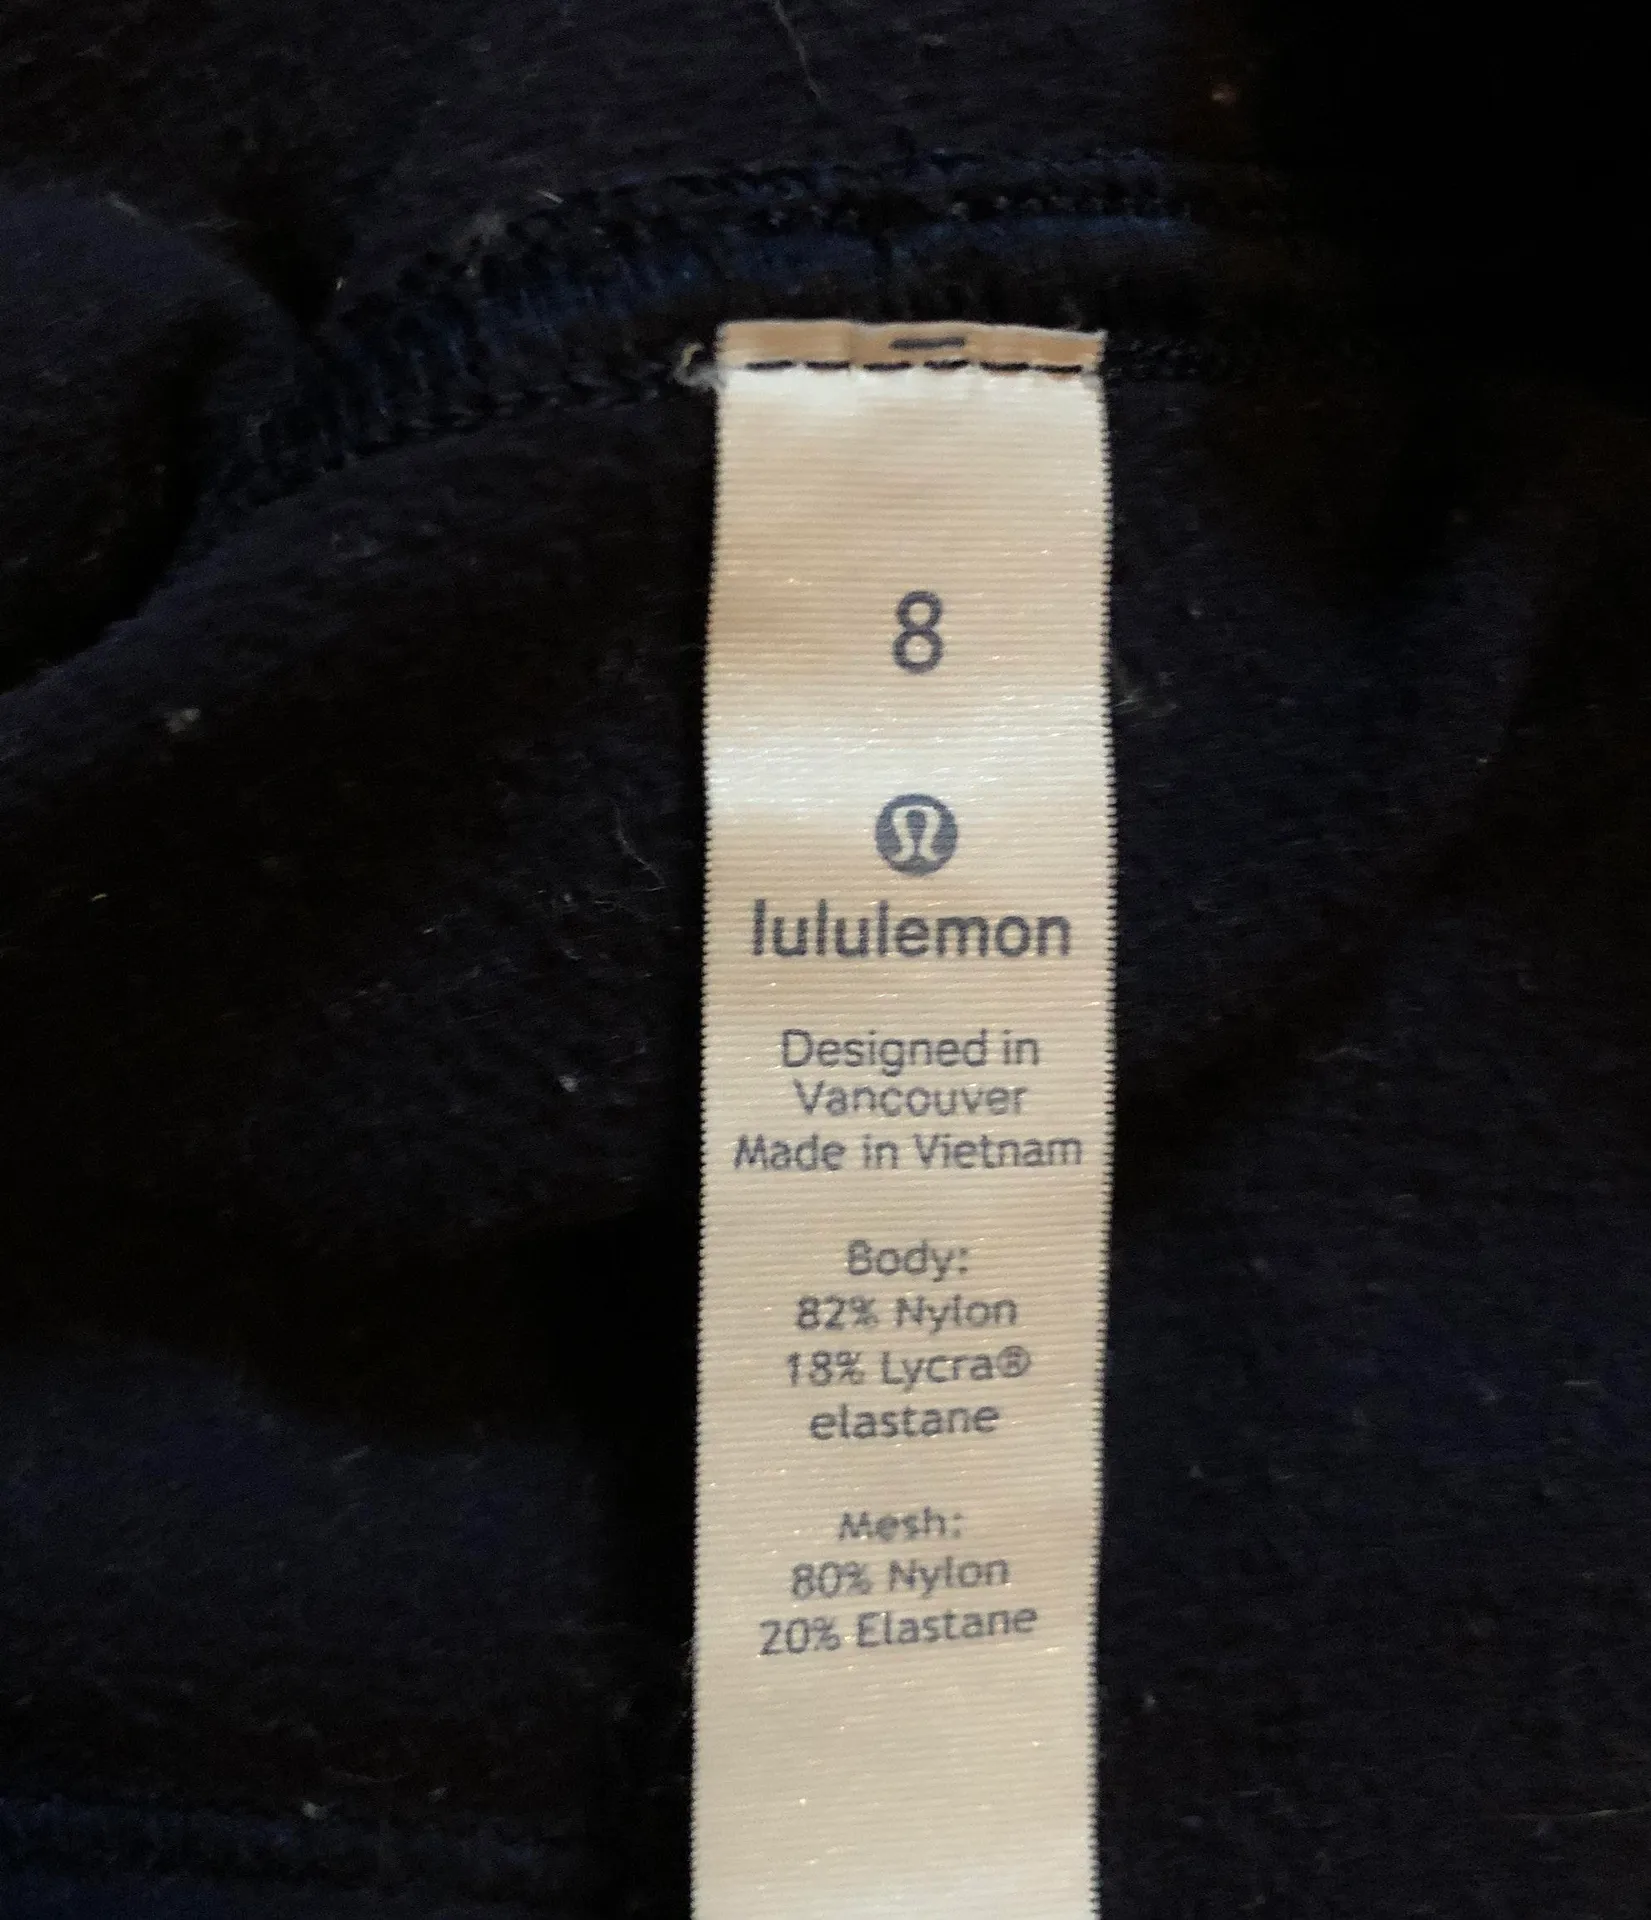 8
lululemon
Designed in
Vancouver
Made in Vietnam
Body:
82% Nylon
18% Lycra®
elastane
Mesh:
80% Nylon
20% Elastane